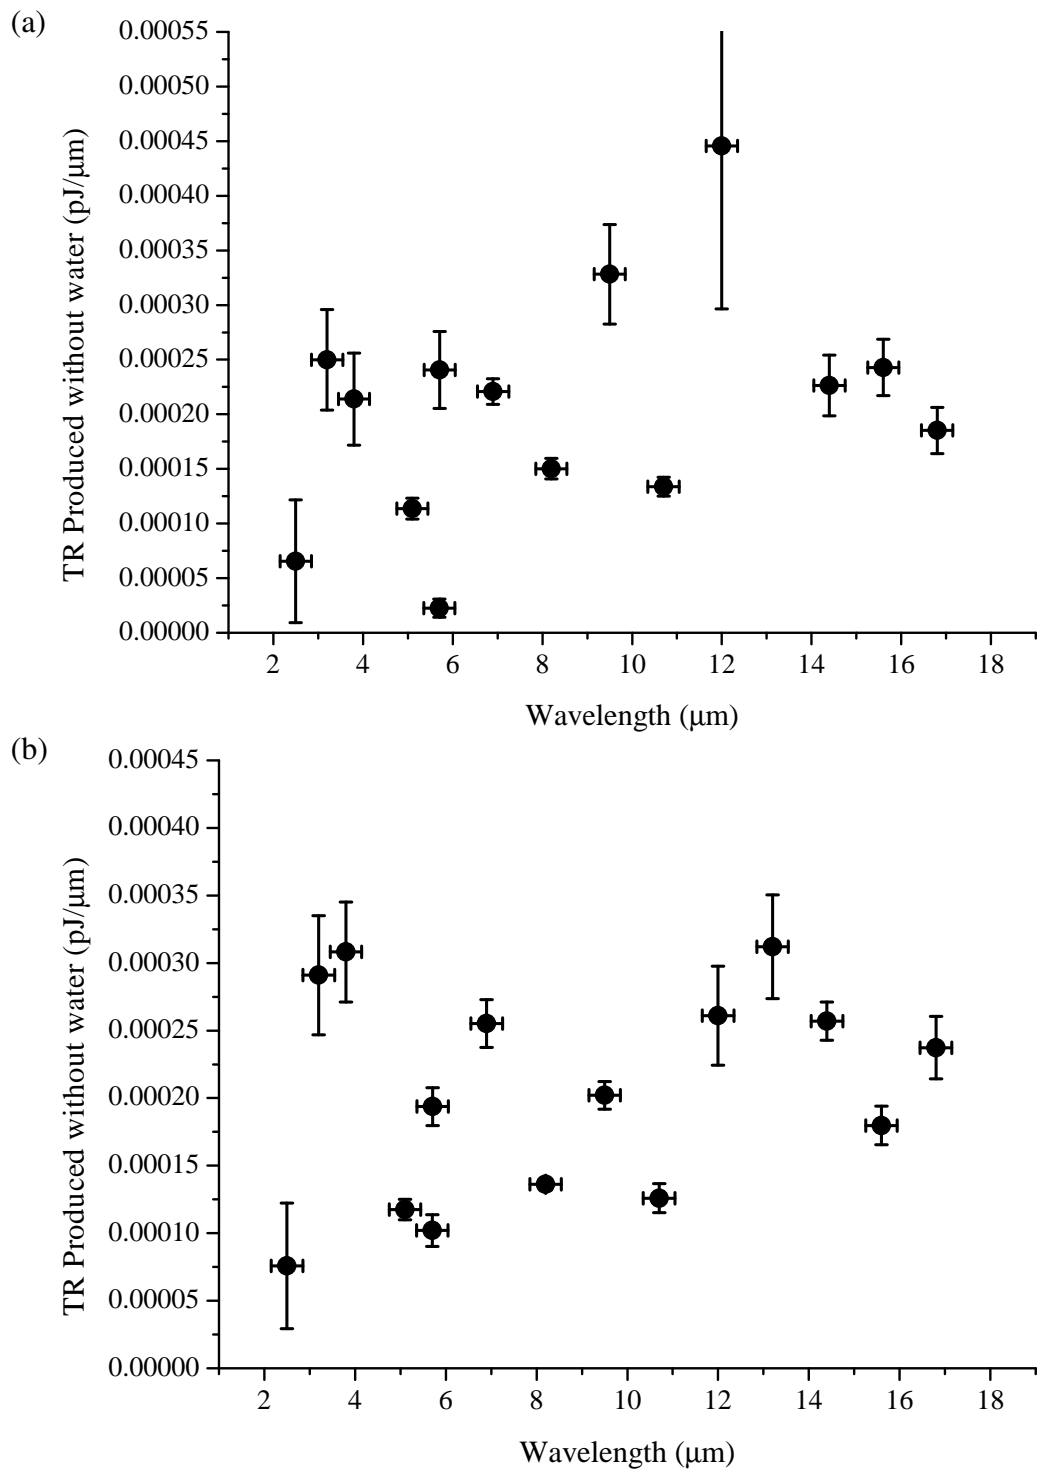 (a)
0.00055
0.00050
0.00045
0.00040
0.00035
0.00030
0.00025
0.00020
0.00015
0.00010
0.00005
0.00000
TR Produced without water (pJ/μm)
2 4 6 8 10 12 14 16 18
Wavelength (μm)
(b)
0.00045
0.00040
0.00035
0.00030
0.00025
0.00020
0.00015
0.00010
0.00005
0.00000
TR Produced without water (pJ/μm)
2 4 6 8 10 12 14 16 18
Wavelength (μm)